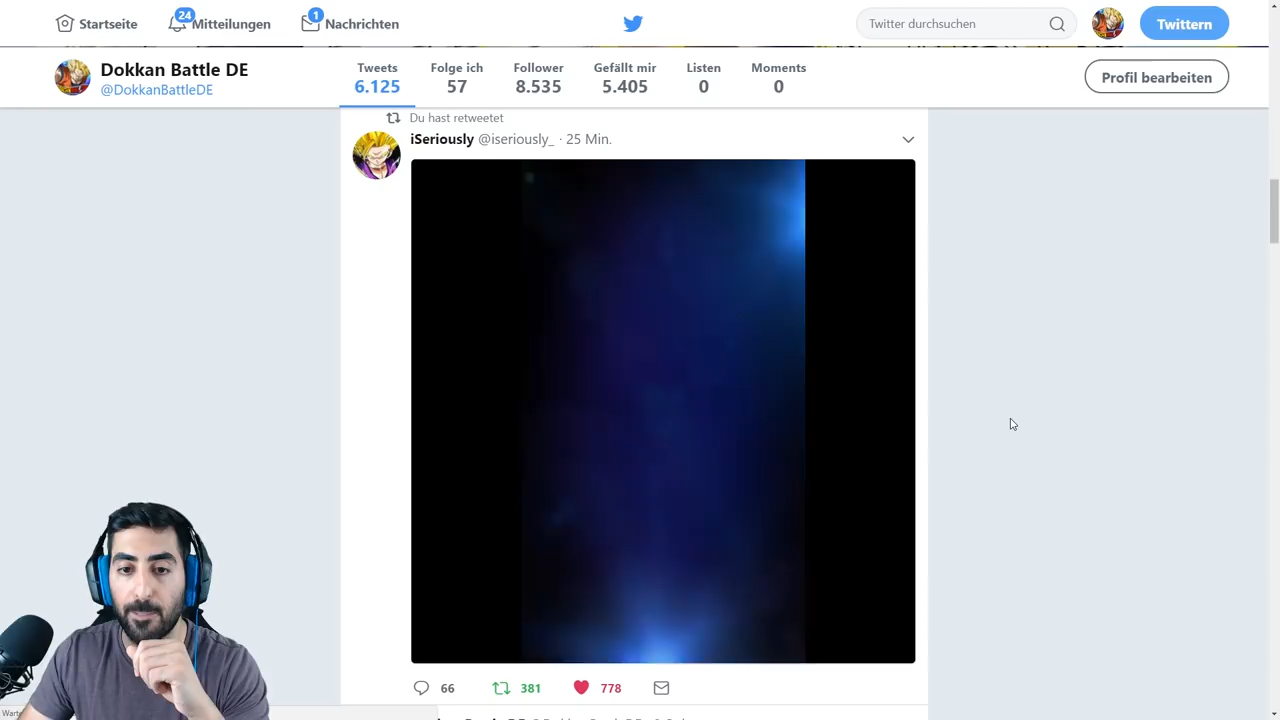 Startseite
24
Mitteilungen
1
Nachrichten
Twitter durchsuchen
Twittern
Dokkan Battle DE
@DokkanBattleDE
Tweets
6.125
Folge ich
57
Follower
8.535
Gefällt mir
5.405
Listen
0
Moments
0
Profil bearbeiten
Du hast retweetet
iSeriously @iseriously_ · 25 Min.
66
381
778